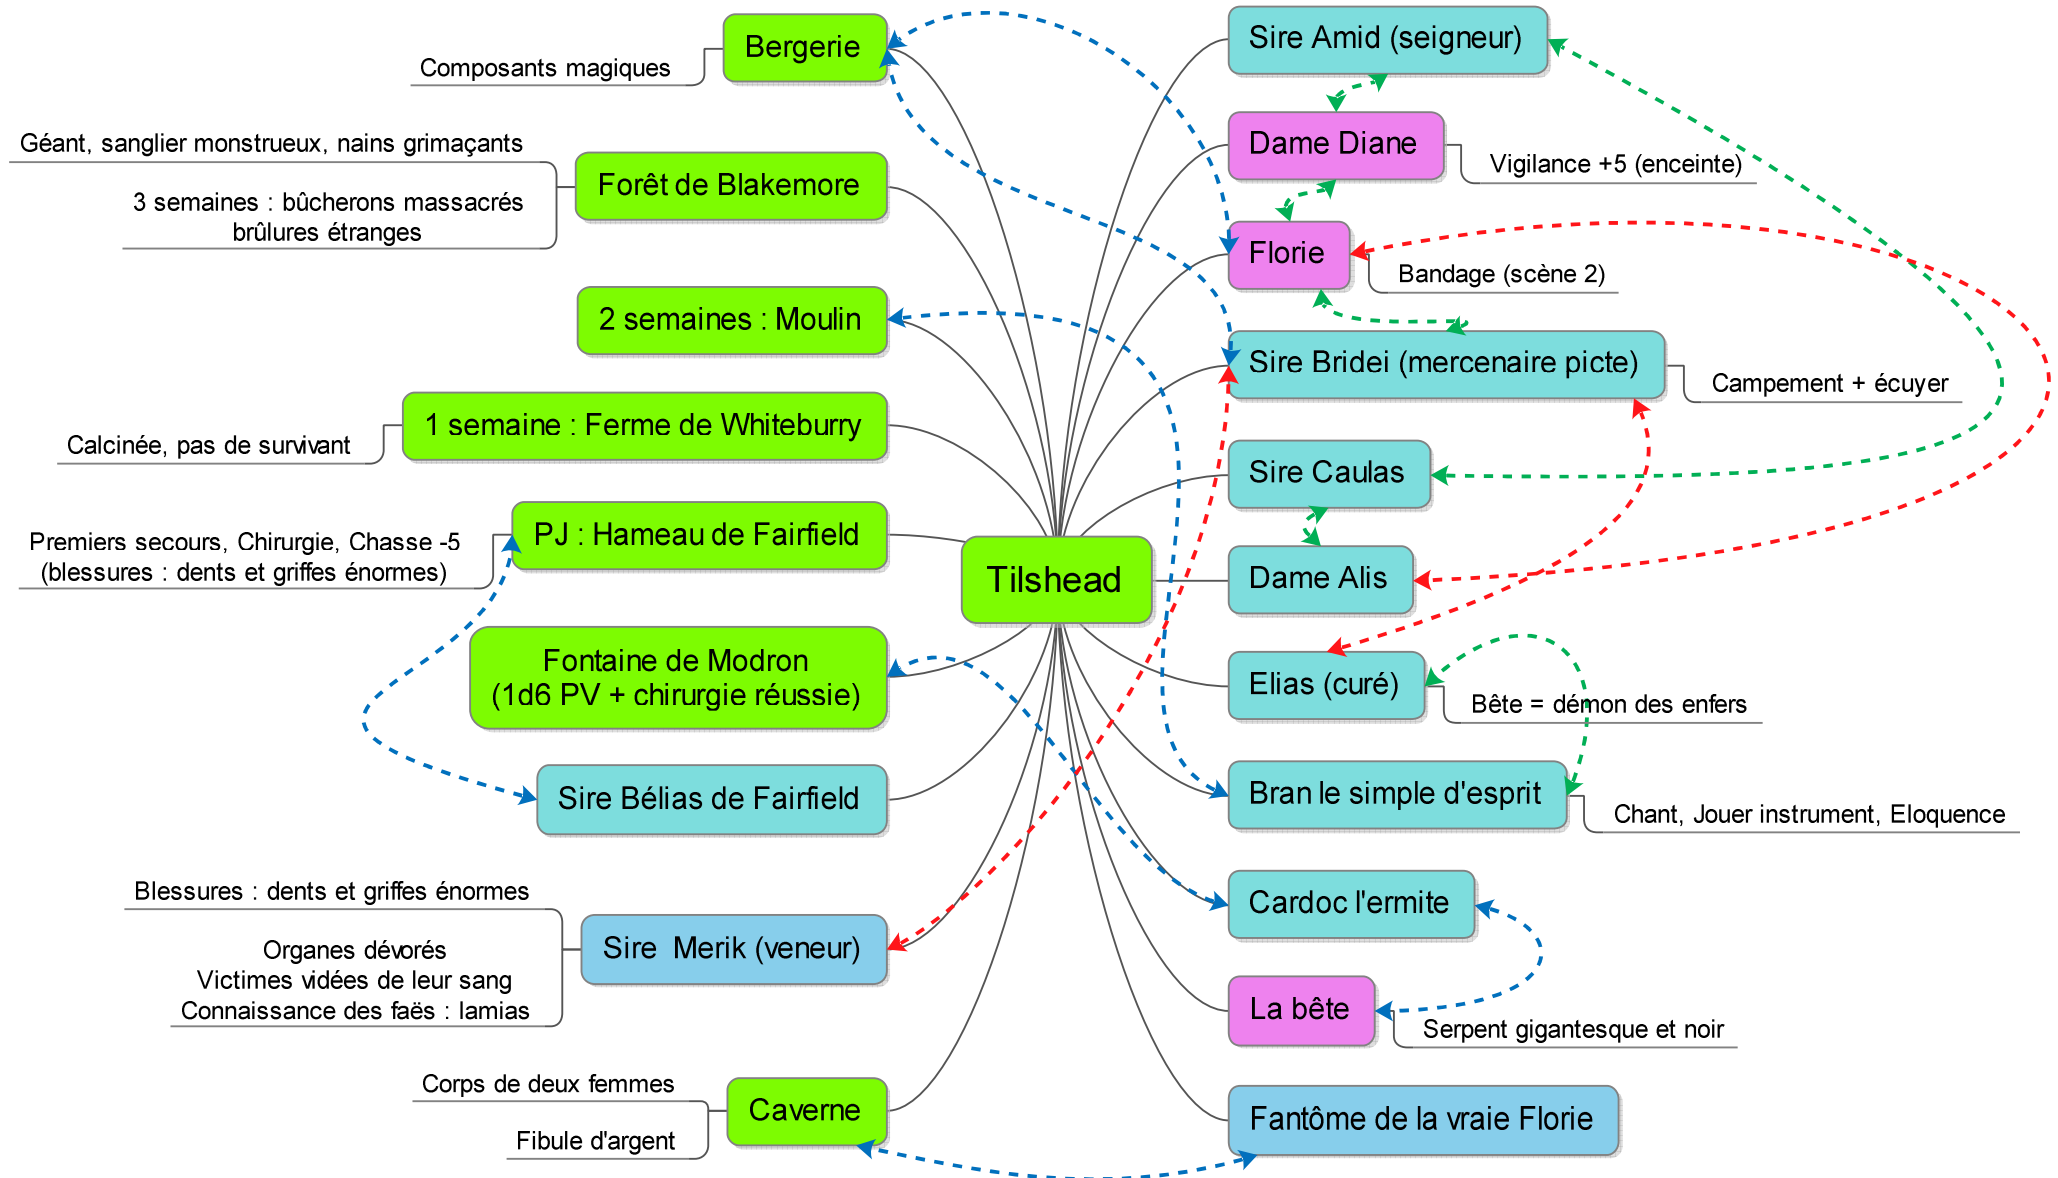 Bergerie
Composants magiques
Géant, sanglier monstrueux, nains grimaçants
Forêt de Blakemore
3 semaines : bûcherons massacrés
brûlures étranges
2 semaines : Moulin
1 semaine : Ferme de Whiteburry
Calcinée, pas de survivant
PJ : Hameau de Fairfield
Premiers secours, Chirurgie, Chasse -5
(blessures : dents et griffes énormes)
Fontaine de Modron
(1d6 PV + chirurgie réussie)
Sire Bélias de Fairfield
Blessures : dents et griffes énormes
Sire  Merik (veneur)
Organes dévorés
Victimes vidées de leur sang
Connaissance des faës : lamias
Corps de deux femmes
Caverne
Fibule d'argent
Tilshead
Sire Amid (seigneur)
Dame Diane
Vigilance +5 (enceinte)
Florie
Bandage (scène 2)
Sire Bridei (mercenaire picte)
Campement + écuyer
Sire Caulas
Dame Alis
Elias (curé)
Bête = démon des enfers
Bran le simple d'esprit
Chant, Jouer instrument, Eloquence
Cardoc l'ermite
La bête
Serpent gigantesque et noir
Fantôme de la vraie Florie